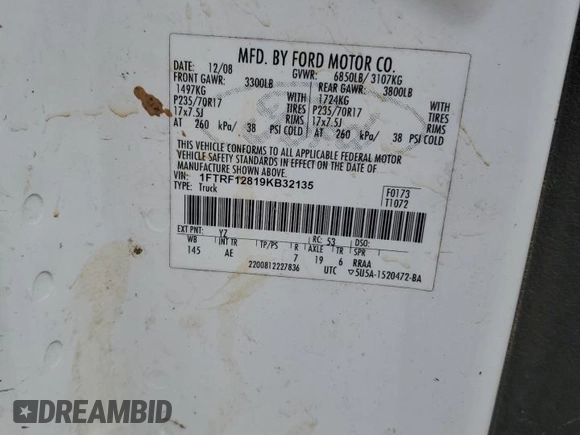 MFD. BY FORD MOTOR CO.
DATE: 12/08 GVWR: 6850LB/ 3107KG
FRONT GAWR: 3300LB REAR GAWR: 3800LB
1497KG WITH 1724KG WITH
P235/70R17 TIRES P235/70R17 TIRES
17x7.5J RIMS 17x7.5J RIMS
AT 260 kPa/ 38 PSI COLD AT 260 kPa/ 38 PSI COLD
THIS VEHICLE CONFORMS TO ALL APPLICABLE FEDERAL MOTOR
VEHICLE SAFETY STANDARDS IN EFFECT ON THE DATE OF
MANUFACTURE SHOWN ABOVE.
VIN: 1FTRF12819KB32135
TYPE: Truck
F0173
T1072
EXT PNT: YZ RC: 53 DSO:
WB INT TR TP/PS R AXLE TR SPR
145 AE 7 19 6 RRAA
2200812227836 UTC ▽5U5A-1520472-BA
DREAMBID